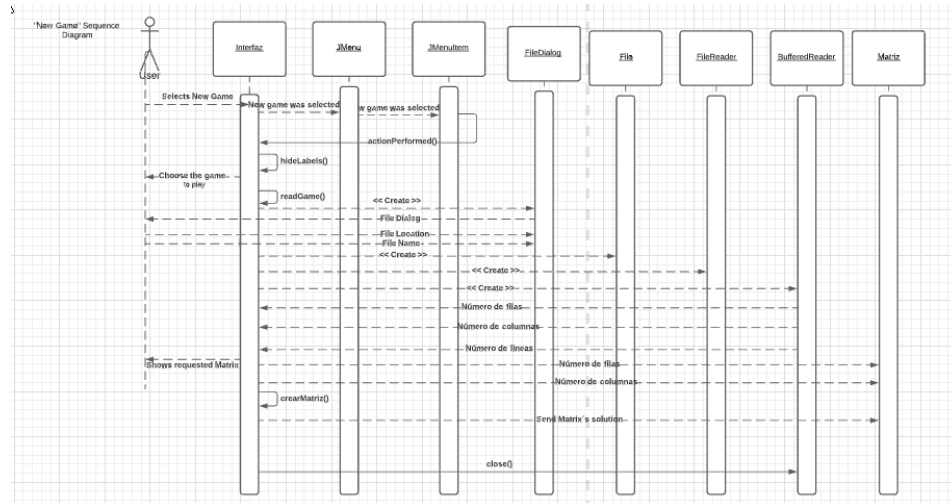 "New Game" Sequence
Diagram
User
Interfaz
JMenu
JMenuItem
FileDialog
File
FileReader
BufferedReader
Matriz
Selects New Game
New game was selected
w game was selected
actionPerformed()
hideLabels()
Choose the game
to play
readGame()
<< Create >>
File Dialog
File Location
File Name
<< Create >>
<< Create >>
<< Create >>
Número de filas
Número de columnas
Número de lineas
Shows requested Matrix
Número de filas
Número de columnas
crearMatriz()
Send Matrix´s solution
close()